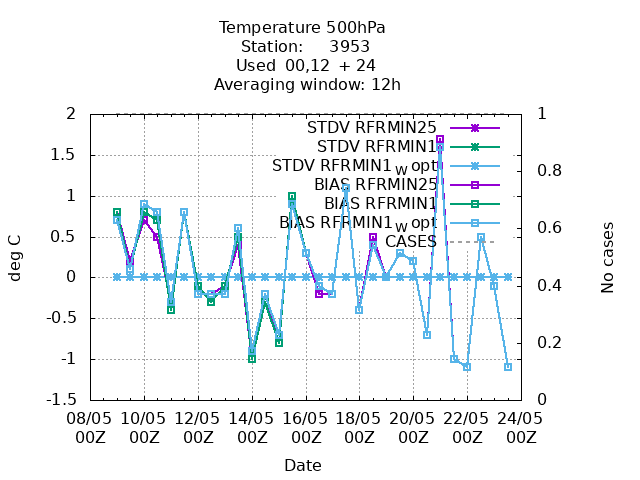 Temperature 500hPa
Station: 3953
Used 00,12 + 24
Averaging window: 12h
STDV RFRMIN25
STDV RFRMIN1
STDV RFRMIN1w opt
BIAS RFRMIN25
BIAS RFRMIN1
BIAS RFRMIN1w opt
CASES
deg C
2
1.5
1
0.5
0
-0.5
-1
-1.5
No cases
1
0.8
0.6
0.4
0.2
0
08/05 10/05 12/05 14/05 16/05 18/05 20/05 22/05 24/05
00Z 00Z 00Z 00Z 00Z 00Z 00Z 00Z 00Z
Date